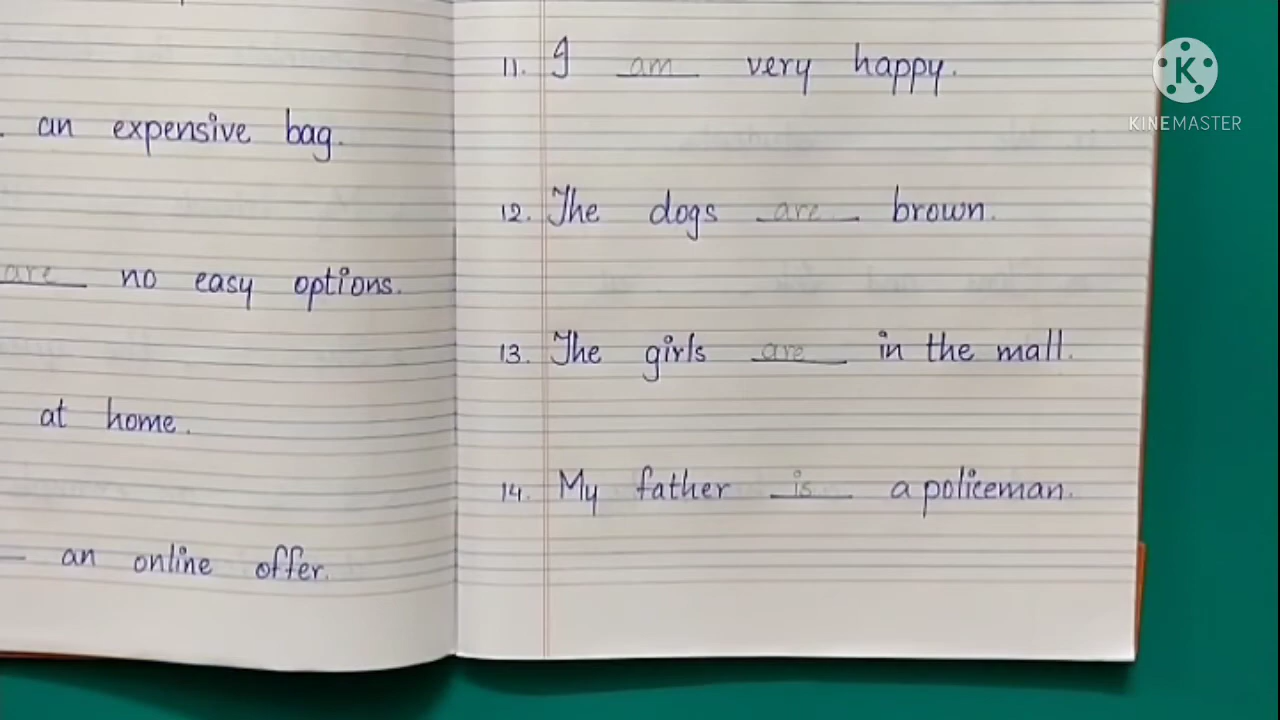 an expensive bag.
are no easy options.
at home.
an online offer.
11. I am very happy.
12. The dogs are brown.
13. The girls are in the mall.
14. My father is a policeman.
K
KINEMASTER